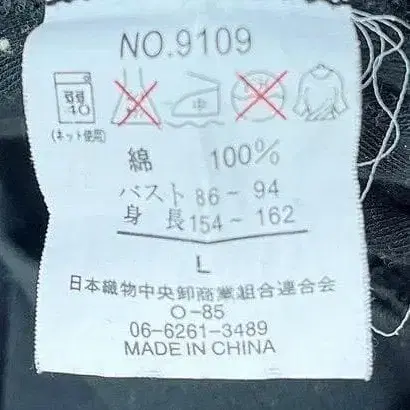 NO.9109
弱 40 中
(ネット使用)
綿 100%
バスト 86-94
身長 154~162
L
日本織物中央卸商業組合連合会
O-85
06-6261-3489
MADE IN CHINA